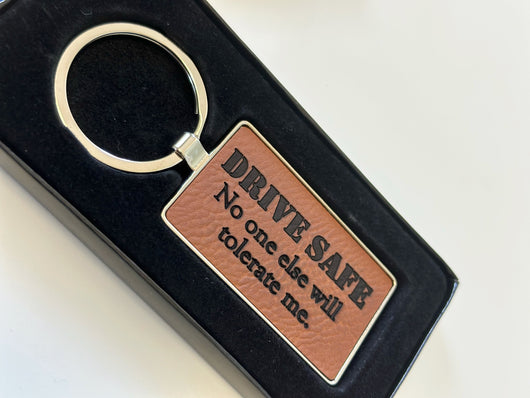 DRIVE SAFE
No one else will
tolerate me.